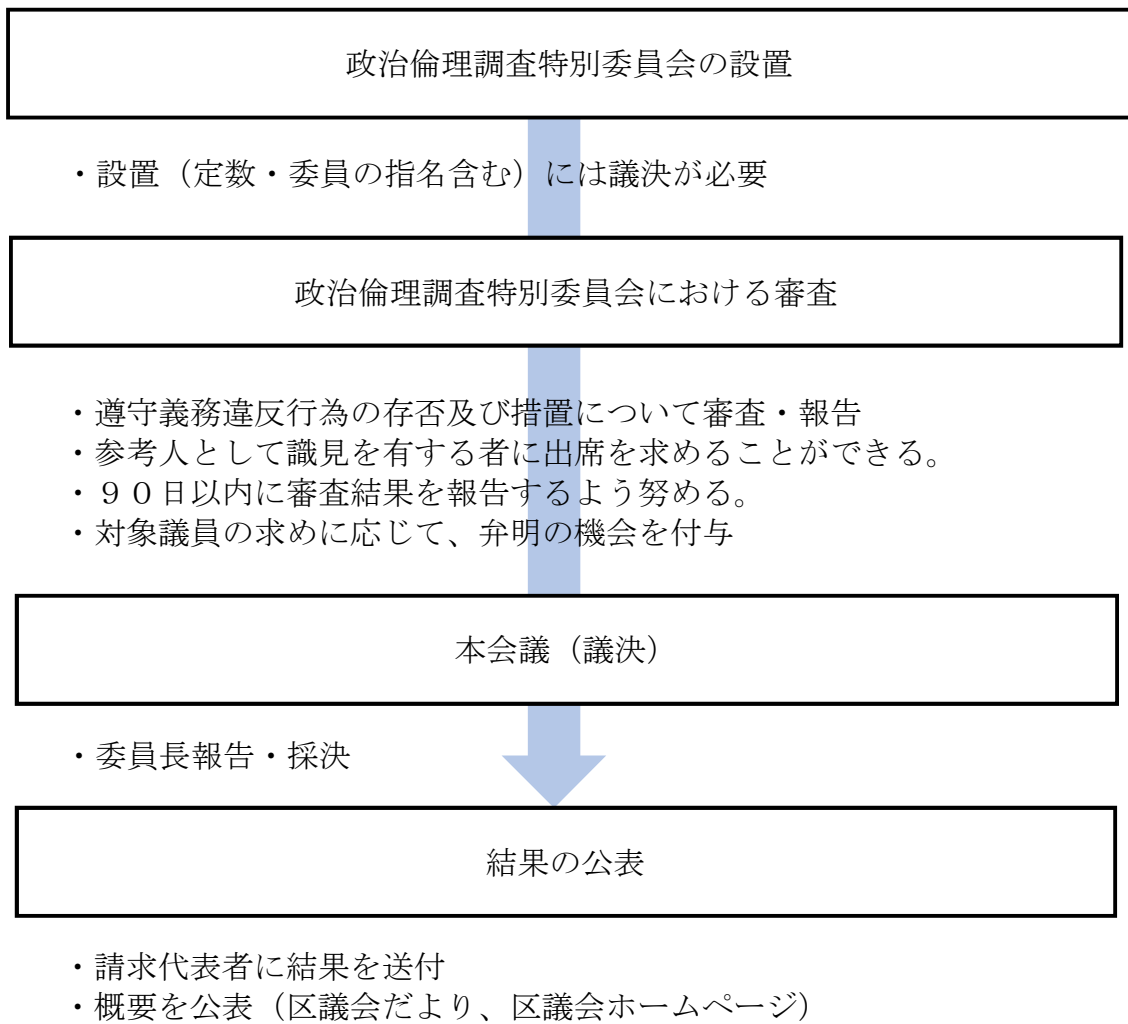 政治倫理調査特別委員会の設置
・設置（定数・委員の指名含む）には議決が必要
政治倫理調査特別委員会における審査
・遵守義務違反行為の存否及び措置について審査・報告
・参考人として識見を有する者に出席を求めることができる。
・９０日以内に審査結果を報告するよう努める。
・対象議員の求めに応じて、弁明の機会を付与
本会議（議決）
・委員長報告・採決
結果の公表
・請求代表者に結果を送付
・概要を公表（区議会だより、区議会ホームページ）